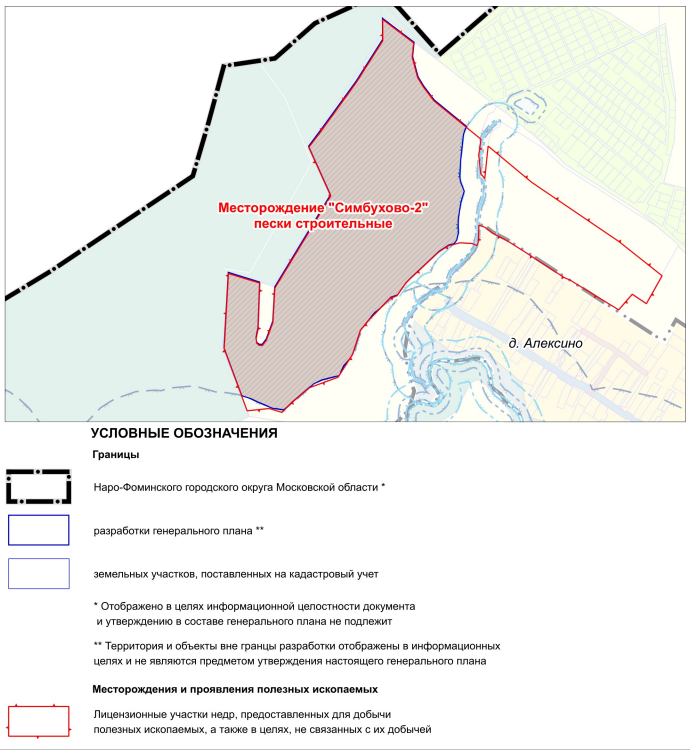 Месторождение "Симбухово-2"
пески строительные
д. Алексино
УСЛОВНЫЕ ОБОЗНАЧЕНИЯ
Границы
Наро-Фоминского городского округа Московской области *
разработки генерального плана **
земельных участков, поставленных на кадастровый учет
* Отображено в целях информационной целостности документа
и утверждению в составе генерального плана не подлежит
** Территория и объекты вне гранцы разработки отображены в информационных
целях и не являются предметом утверждения настоящего генерального плана
Месторождения и проявления полезных ископаемых
Лицензионные участки недр, предоставленных для добычи
полезных ископаемых, а также в целях, не связанных с их добычей